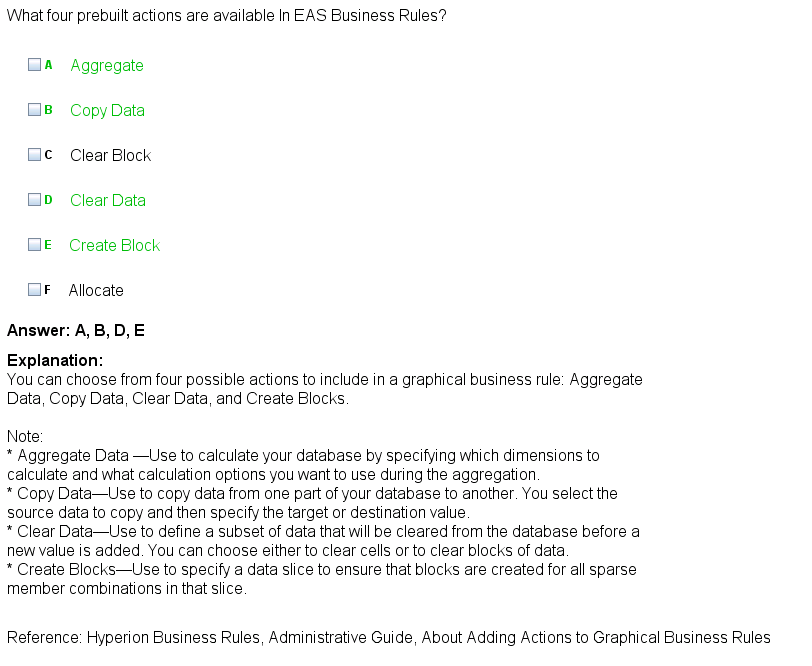 What four prebuilt actions are available In EAS Business Rules?
A Aggregate
B Copy Data
C Clear Block
D Clear Data
E Create Block
F Allocate
Answer: A, B, D, E
Explanation:
You can choose from four possible actions to include in a graphical business rule: Aggregate
Data, Copy Data, Clear Data, and Create Blocks.
Note:
* Aggregate Data —Use to calculate your database by specifying which dimensions to
calculate and what calculation options you want to use during the aggregation.
* Copy Data—Use to copy data from one part of your database to another. You select the
source data to copy and then specify the target or destination value.
* Clear Data—Use to define a subset of data that will be cleared from the database before a
new value is added. You can choose either to clear cells or to clear blocks of data.
* Create Blocks—Use to specify a data slice to ensure that blocks are created for all sparse
member combinations in that slice.
Reference: Hyperion Business Rules, Administrative Guide, About Adding Actions to Graphical Business Rules